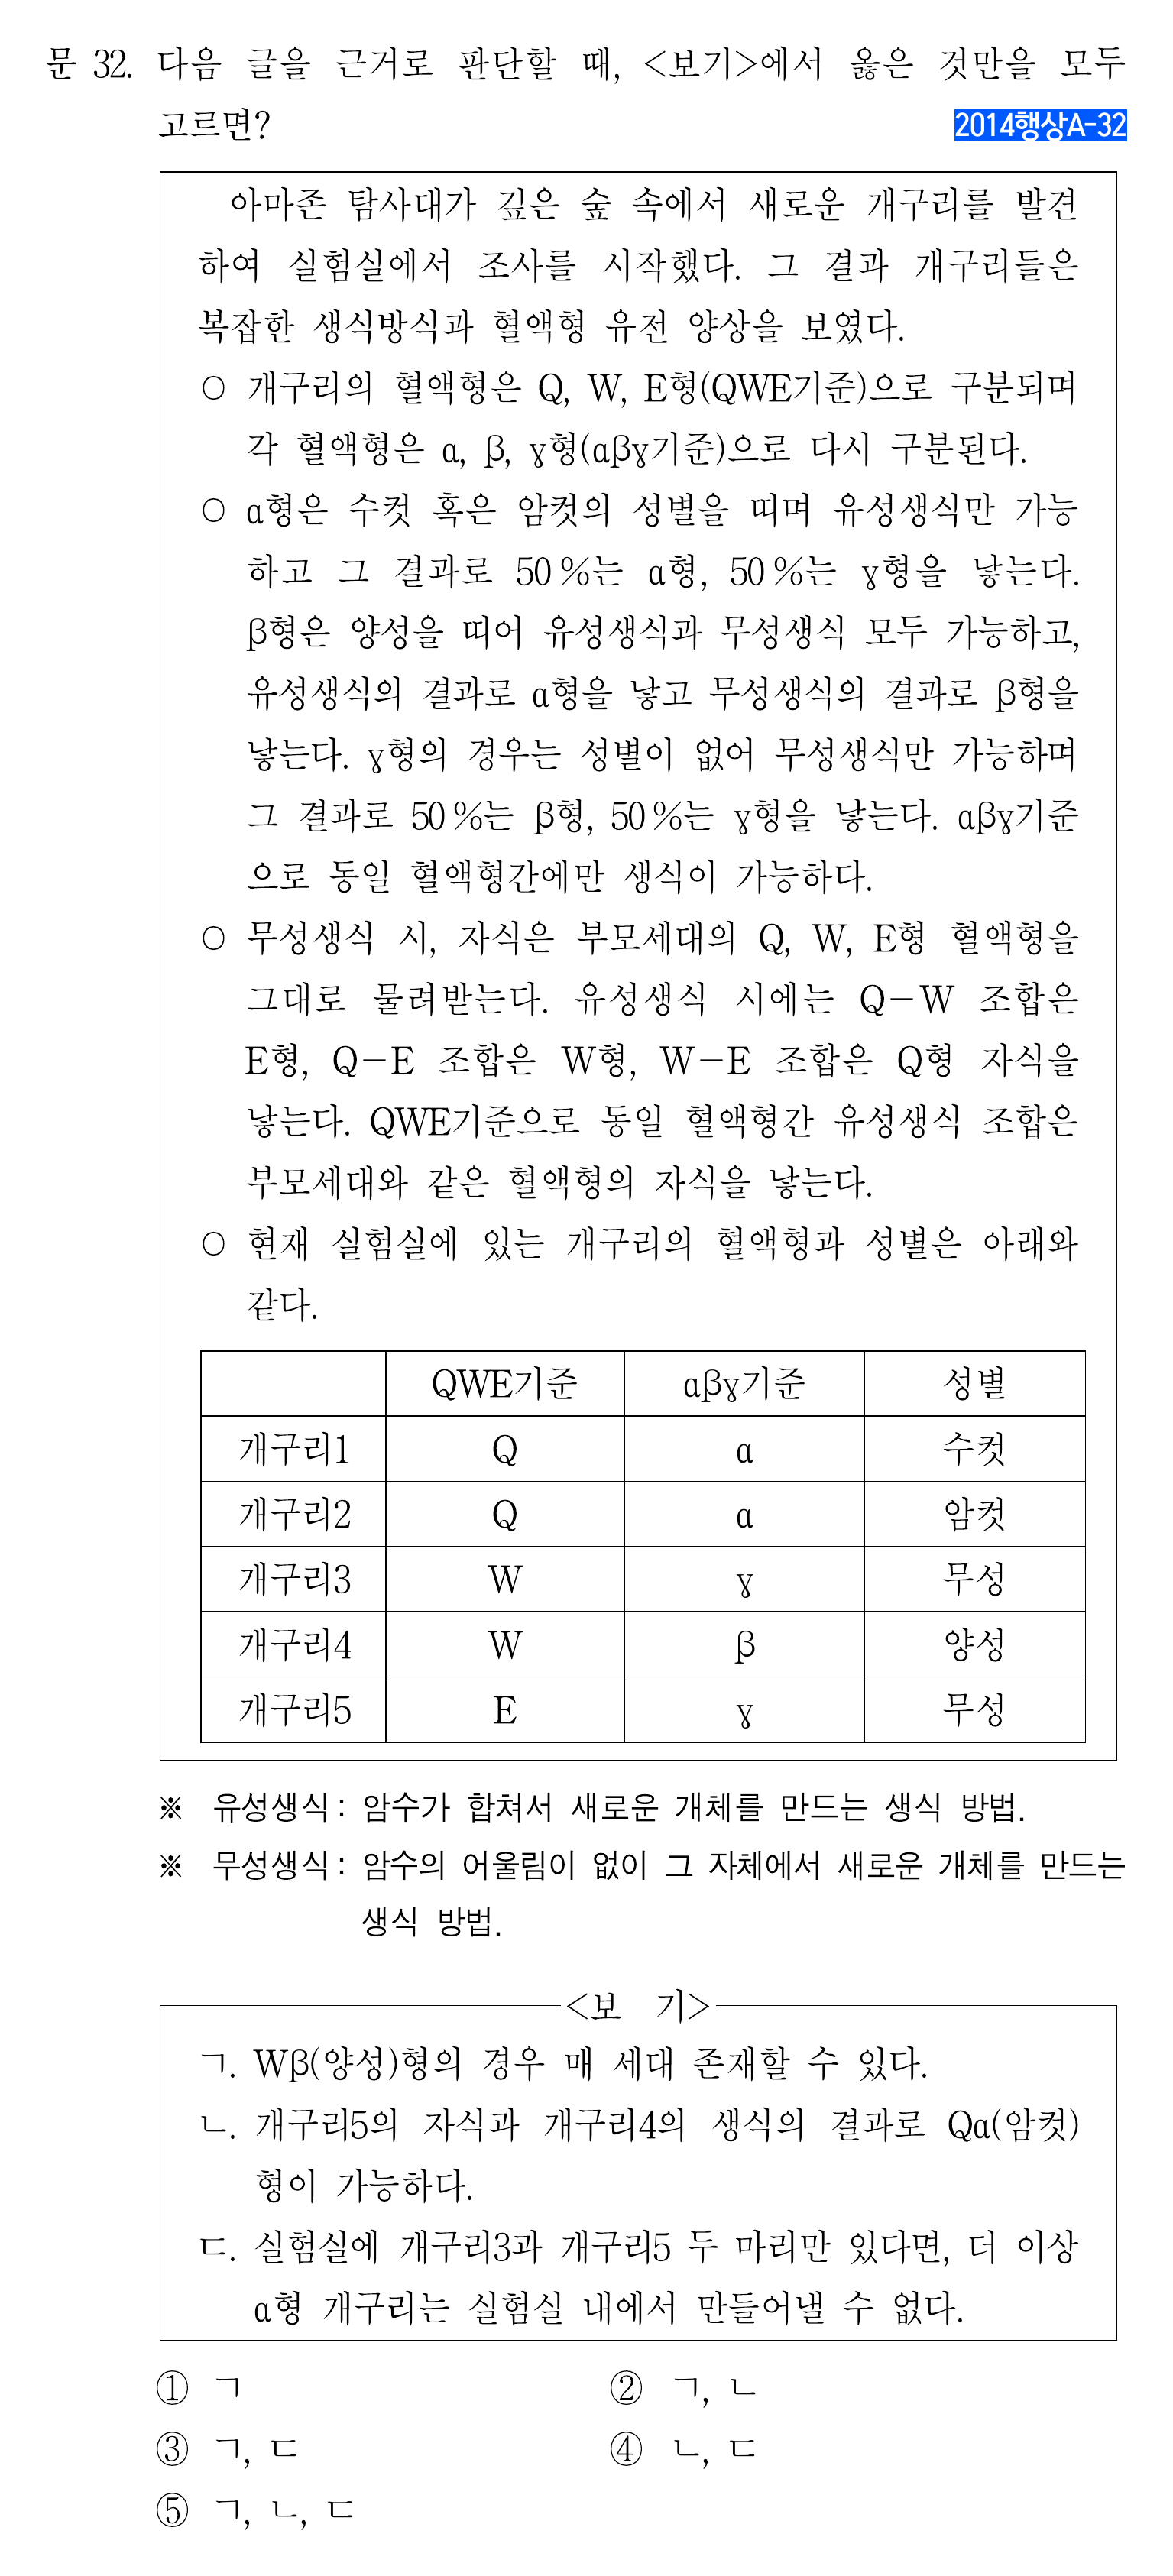 문 32. 다음 글을 근거로 판단할 때, <보기>에서 옳은 것만을 모두
고르면?
2014행상A-32
아마존 탐사대가 깊은 숲 속에서 새로운 개구리를 발견
하여 실험실에서 조사를 시작했다. 그 결과 개구리들은
복잡한 생식방식과 혈액형 유전 양상을 보였다.
○ 개구리의 혈액형은 Q, W, E형(QWE기준)으로 구분되며
각 혈액형은 α, β, γ형(αβγ기준)으로 다시 구분된다.
○ α형은 수컷 혹은 암컷의 성별을 띠며 유성생식만 가능
하고 그 결과로 50 %는 α형, 50 %는 γ형을 낳는다.
β형은 양성을 띠어 유성생식과 무성생식 모두 가능하고,
유성생식의 결과로 α형을 낳고 무성생식의 결과로 β형을
낳는다. γ형의 경우는 성별이 없어 무성생식만 가능하며
그 결과로 50 %는 β형, 50 %는 γ형을 낳는다. αβγ기준
으로 동일 혈액형간에만 생식이 가능하다.
○ 무성생식 시, 자식은 부모세대의 Q, W, E형 혈액형을
그대로 물려받는다. 유성생식 시에는 Q-W 조합은
E형, Q-E 조합은 W형, W-E 조합은 Q형 자식을
낳는다. QWE기준으로 동일 혈액형간 유성생식 조합은
부모세대와 같은 혈액형의 자식을 낳는다.
○ 현재 실험실에 있는 개구리의 혈액형과 성별은 아래와
같다.
QWE기준 αβγ기준 성별
개구리1 Q α 수컷
개구리2 Q α 암컷
개구리3 W γ 무성
개구리4 W β 양성
개구리5 E γ 무성
※ 유성생식 : 암수가 합쳐서 새로운 개체를 만드는 생식 방법.
※ 무성생식 : 암수의 어울림이 없이 그 자체에서 새로운 개체를 만드는
생식 방법.
<보 기>
ㄱ. Wβ(양성)형의 경우 매 세대 존재할 수 있다.
ㄴ. 개구리5의 자식과 개구리4의 생식의 결과로 Qα(암컷)
형이 가능하다.
ㄷ. 실험실에 개구리3과 개구리5 두 마리만 있다면, 더 이상
α형 개구리는 실험실 내에서 만들어낼 수 없다.
① ㄱ ② ㄱ, ㄴ
③ ㄱ, ㄷ ④ ㄴ, ㄷ
⑤ ㄱ, ㄴ, ㄷ